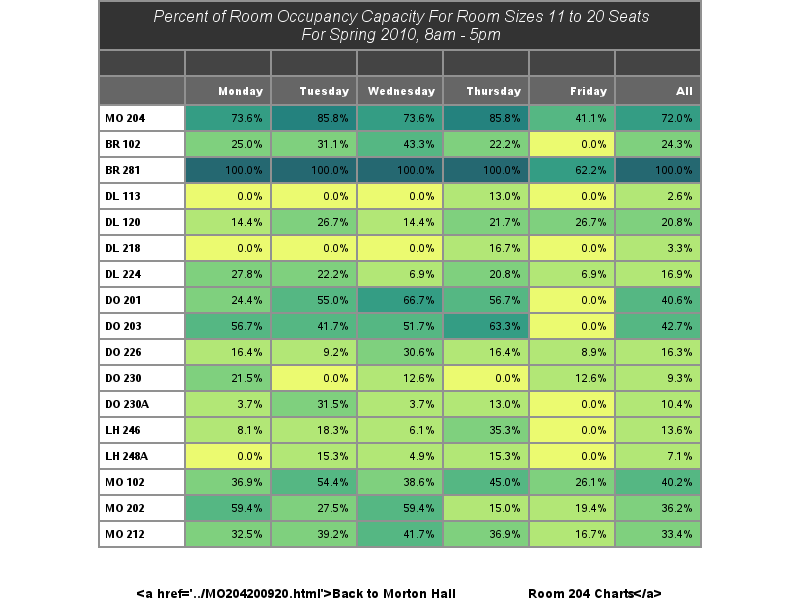 Percent of Room Occupancy Capacity For Room Sizes 11 to 20 Seats
For Spring 2010, 8am - 5pm
Monday Tuesday Wednesday Thursday Friday All
MO 204 73.6% 85.8% 73.6% 85.8% 41.1% 72.0%
BR 102 25.0% 31.1% 43.3% 22.2% 0.0% 24.3%
BR 281 100.0% 100.0% 100.0% 100.0% 62.2% 100.0%
DL 113 0.0% 0.0% 0.0% 13.0% 0.0% 2.6%
DL 120 14.4% 26.7% 14.4% 21.7% 26.7% 20.8%
DL 218 0.0% 0.0% 0.0% 16.7% 0.0% 3.3%
DL 224 27.8% 22.2% 6.9% 20.8% 6.9% 16.9%
DO 201 24.4% 55.0% 66.7% 56.7% 0.0% 40.6%
DO 203 56.7% 41.7% 51.7% 63.3% 0.0% 42.7%
DO 226 16.4% 9.2% 30.6% 16.4% 8.9% 16.3%
DO 230 21.5% 0.0% 12.6% 0.0% 12.6% 9.3%
DO 230A 3.7% 31.5% 3.7% 13.0% 0.0% 10.4%
LH 246 8.1% 18.3% 6.1% 35.3% 0.0% 13.6%
LH 248A 0.0% 15.3% 4.9% 15.3% 0.0% 7.1%
MO 102 36.9% 54.4% 38.6% 45.0% 26.1% 40.2%
MO 202 59.4% 27.5% 59.4% 15.0% 19.4% 36.2%
MO 212 32.5% 39.2% 41.7% 36.9% 16.7% 33.4%
<a href='../MO204200920.html'>Back to Morton Hall Room 204 Charts</a>